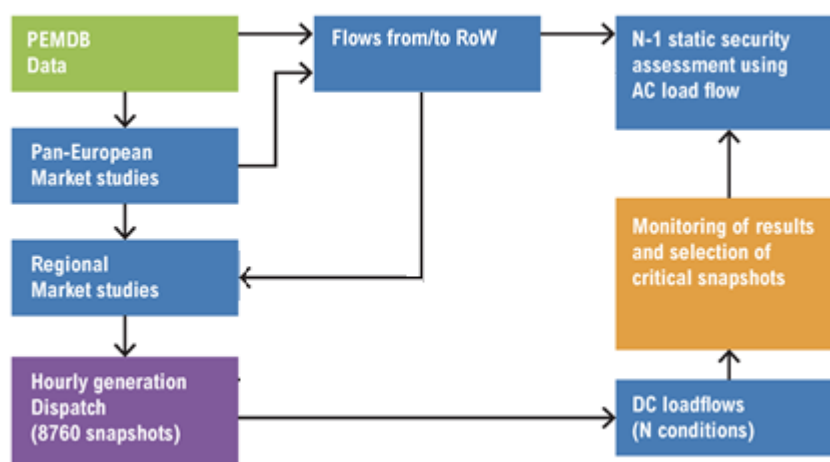 PEMDB
Data
Flows from/to RoW
N-1 static security
assessment using
AC load flow
Pan-European
Market studies
Regional
Market studies
Monitoring of results
and selection of
critical snapshots
Hourly generation
Dispatch
(8760 snapshots)
DC loadflows
(N conditions)